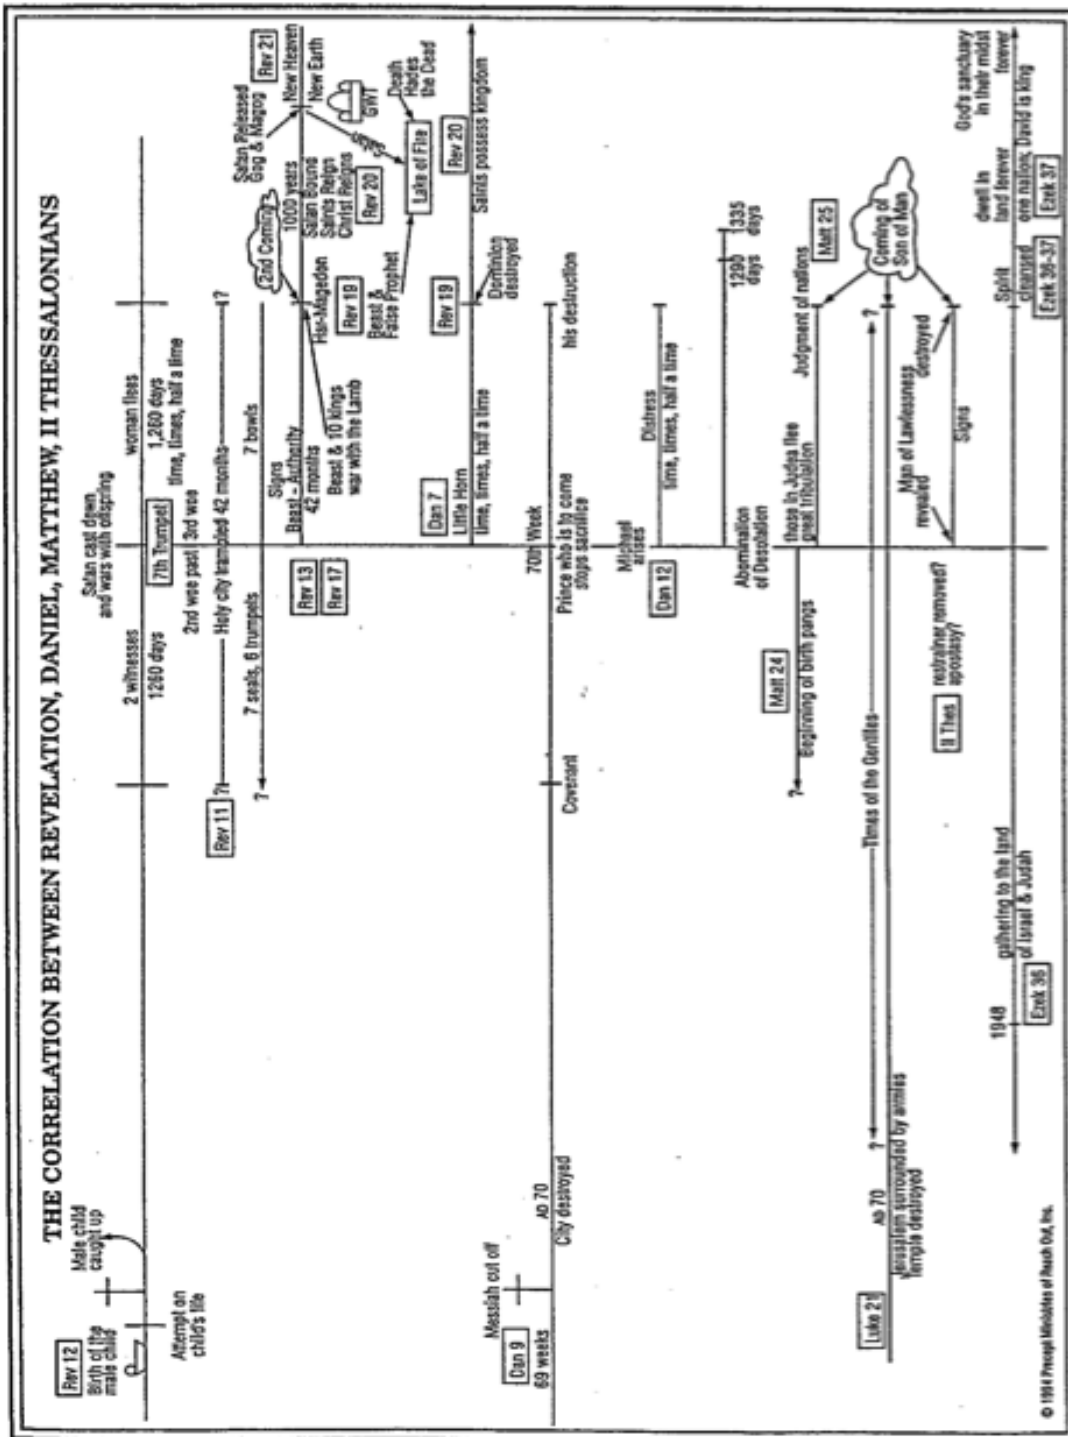 THE CORRELATION BETWEEN REVELATION, DANIEL, MATTHEW, II THESSALONIANS
Rev 12
Birth of the
male child
Attempt on
child's life
Male child
caught up
2 witnesses
1260 days
Satan cast down
and wars with offspring
7th Trumpet
woman flees
1,260 days
time, times, half a time
2nd woe past
3rd woe
Rev 11
?
Holy city trampled 42 months
?
?
7 seals, 6 trumpets
7 bowls
Rev 13
Rev 17
Signs
Beast - Authority
42 months
Beast & 10 kings
war with the Lamb
2nd Coming
Har-Magedon
Rev 19
1000 years
Satan Bound
Saints Reign
Christ Reigns
Rev 20
Satan Released
Gog & Magog
Rev 21
New Heaven
New Earth
GWT
Beast &
False Prophet
Lake of Fire
Death
Hades
the Dead
Dan 7
Little Horn
time, times, half a time
Rev 19
Dominion
destroyed
Rev 20
Saints possess kingdom
Dan 9
69 weeks
Messiah cut off
AD 70
City destroyed
Covenant
70th Week
Prince who is to come
stops sacrifice
his destruction
Michael
arises
Dan 12
Distress
time, times, half a time
Abomination
of Desolation
1290
days
1335
days
Matt 24
?
Beginning of birth pangs
those in Judea flee
great tribulation
Judgment of nations
Matt 25
Coming of
Son of Man
Luke 21
AD 70
Jerusalem surrounded by armies
Temple destroyed
?
Times of the Gentiles
?
II Thes
restrainer removed?
apostasy?
Man of Lawlessness
revealed
destroyed
Signs
1948
Ezek 36
gathering to the land
of Israel & Judah
Split
cleansed
Ezek 36-37
dwell in
land forever
one nation; David is king
Ezek 37
God's sanctuary
in their midst
forever
© 1994 Precept Ministries of Reach Out, Inc.